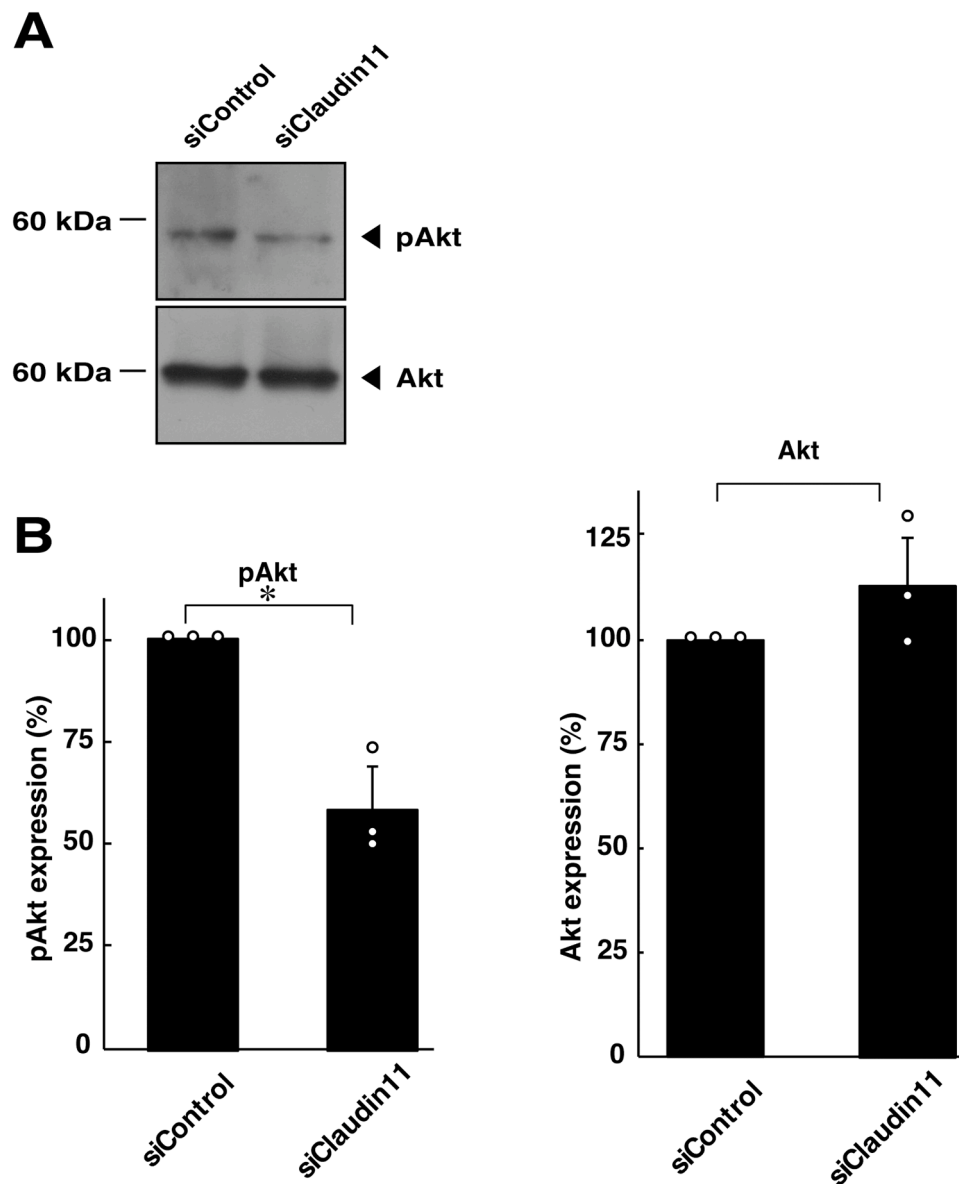 A
siControl
siClaudin11
60 kDa
pAkt
60 kDa
Akt
B
pAkt
*
100
75
50
25
0
pAkt expression (%)
siControl
siClaudin11
Akt
125
100
75
50
25
0
Akt expression (%)
siControl
siClaudin11